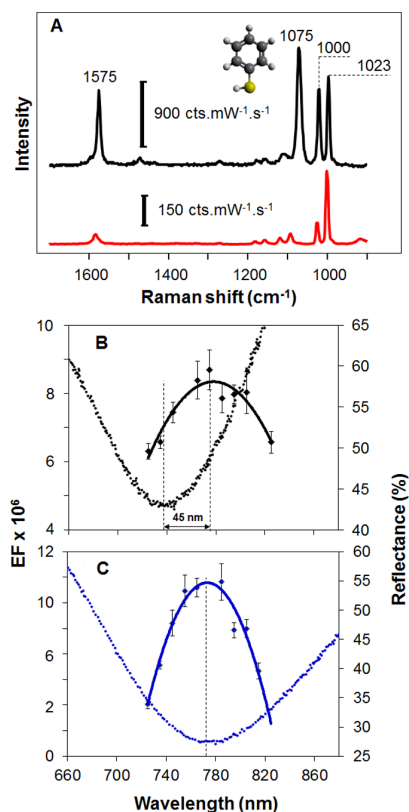 A
1575
1075
1000
1023
900 cts.mW⁻¹.s⁻¹
150 cts.mW⁻¹.s⁻¹
Intensity
1600 1400 1200 1000
Raman shift (cm⁻¹)
B
10
8
6
4
65
60
55
50
45
40
45 nm
EF x 10⁶
Reflectance (%)
C
12
10
8
6
2
0
60
55
50
45
40
35
30
25
660 700 740 780 820 860
Wavelength (nm)